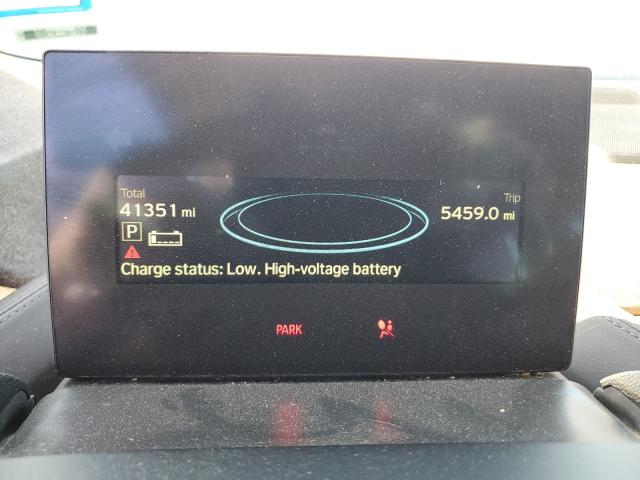 Total
Trip
41351 mi
5459.0 mi
P
Charge status: Low. High-voltage battery
PARK